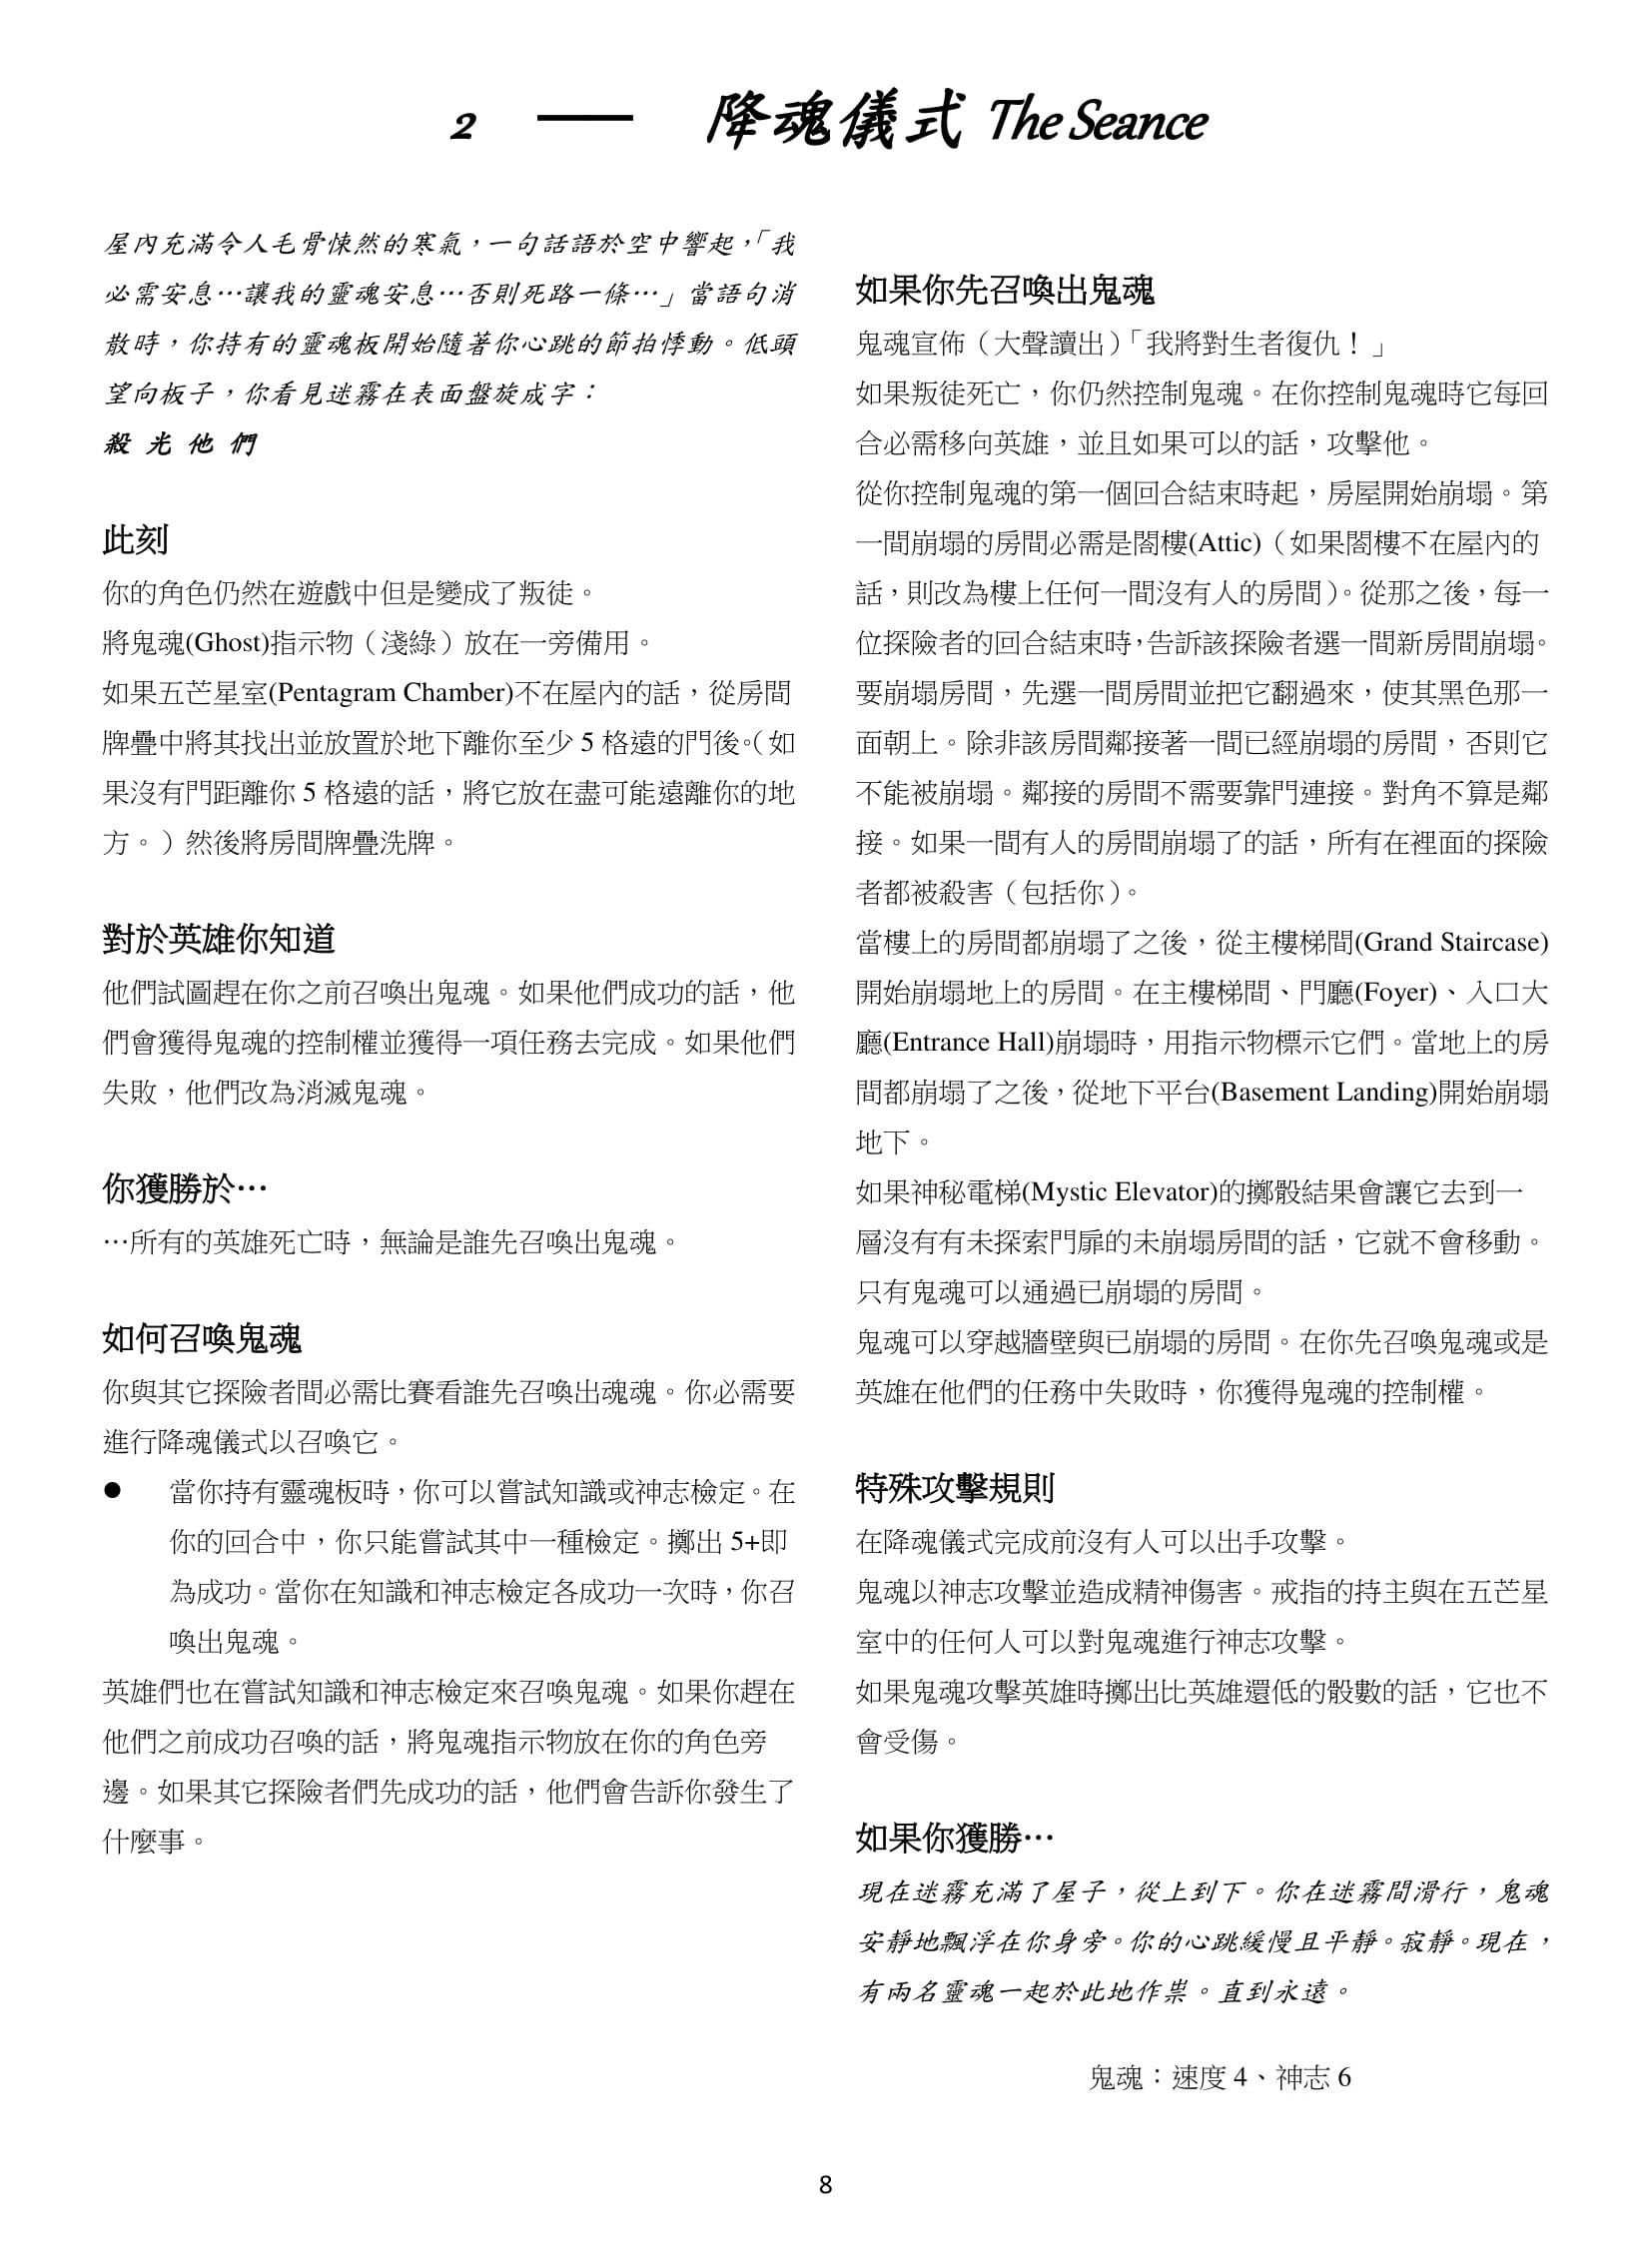 2 — 降魂儀式 The Seance
屋內充滿令人毛骨悚然的寒氣，一句話語於空中響起，「我
必需安息…讓我的靈魂安息…否則死路一條…」當語句消
散時，你持有的靈魂板開始隨著你心跳的節拍悸動。低頭
望向板子，你看見迷霧在表面盤旋成字：
殺 光 他 們
此刻
你的角色仍然在遊戲中但是變成了叛徒。
將鬼魂(Ghost)指示物（淺綠）放在一旁備用。
如果五芒星室(Pentagram Chamber)不在屋內的話，從房間
牌疊中將其找出並放置於地下離你至少 5 格遠的門後。（如
果沒有門距離你 5 格遠的話，將它放在盡可能遠離你的地
方。）然後將房間牌疊洗牌。
對於英雄你知道
他們試圖趕在你之前召喚出鬼魂。如果他們成功的話，他
們會獲得鬼魂的控制權並獲得一項任務去完成。如果他們
失敗，他們改為消滅鬼魂。
你獲勝於…
…所有的英雄死亡時，無論是誰先召喚出鬼魂。
如何召喚鬼魂
你與其它探險者間必需比賽看誰先召喚出魂魂。你必需要
進行降魂儀式以召喚它。
● 當你持有靈魂板時，你可以嘗試知識或神志檢定。在
你的回合中，你只能嘗試其中一種檢定。擲出 5+即
為成功。當你在知識和神志檢定各成功一次時，你召
喚出鬼魂。
英雄們也在嘗試知識和神志檢定來召喚鬼魂。如果你趕在
他們之前成功召喚的話，將鬼魂指示物放在你的角色旁
邊。如果其它探險者們先成功的話，他們會告訴你發生了
什麼事。
如果你先召喚出鬼魂
鬼魂宣佈（大聲讀出）「我將對生者復仇！」
如果叛徒死亡，你仍然控制鬼魂。在你控制鬼魂時它每回
合必需移向英雄，並且如果可以的話，攻擊他。
從你控制鬼魂的第一個回合結束時起，房屋開始崩塌。第
一間崩塌的房間必需是閣樓(Attic)（如果閣樓不在屋內的
話，則改為樓上任何一間沒有人的房間）。從那之後，每一
位探險者的回合結束時，告訴該探險者選一間新房間崩塌。
要崩塌房間，先選一間房間並把它翻過來，使其黑色那一
面朝上。除非該房間鄰接著一間已經崩塌的房間，否則它
不能被崩塌。鄰接的房間不需要靠門連接。對角不算是鄰
接。如果一間有人的房間崩塌了的話，所有在裡面的探險
者都被殺害（包括你）。
當樓上的房間都崩塌了之後，從主樓梯間(Grand Staircase)
開始崩塌地上的房間。在主樓梯間、門廳(Foyer)、入口大
廳(Entrance Hall)崩塌時，用指示物標示它們。當地上的房
間都崩塌了之後，從地下平台(Basement Landing)開始崩塌
地下。
如果神秘電梯(Mystic Elevator)的擲骰結果會讓它去到一
層沒有有未探索門扉的未崩塌房間的話，它就不會移動。
只有鬼魂可以通過已崩塌的房間。
鬼魂可以穿越牆壁與已崩塌的房間。在你先召喚鬼魂或是
英雄在他們的任務中失敗時，你獲得鬼魂的控制權。
特殊攻擊規則
在降魂儀式完成前沒有人可以出手攻擊。
鬼魂以神志攻擊並造成精神傷害。戒指的持主與在五芒星
室中的任何人可以對鬼魂進行神志攻擊。
如果鬼魂攻擊英雄時擲出比英雄還低的骰數的話，它也不
會受傷。
如果你獲勝…
現在迷霧充滿了屋子，從上到下。你在迷霧間滑行，鬼魂
安靜地飄浮在你身旁。你的心跳緩慢且平靜。寂靜。現在，
有兩名靈魂一起於此地作祟。直到永遠。
鬼魂：速度 4、神志 6
8